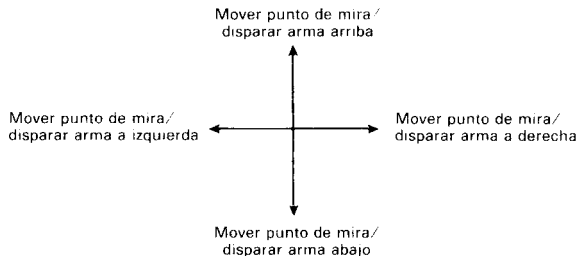 Mover punto de mira/
disparar arma arriba
Mover punto de mira/
disparar arma a izquierda
Mover punto de mira/
disparar arma a derecha
Mover punto de mira/
disparar arma abajo